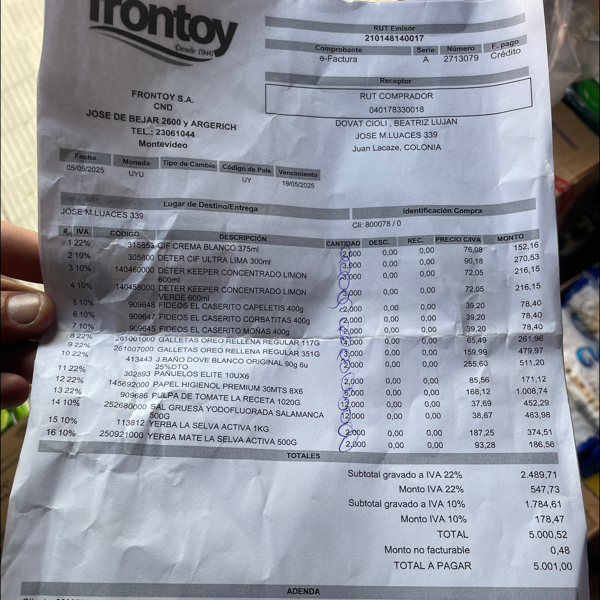 frontoy
Desde 1946
FRONTOY S.A.
CND
JOSE DE BEJAR 2600 y ARGERICH
TEL.: 23061044
Montevideo
RUT Emisor
210148140017
Comprobante Serie Número F. pago
e-Factura A 2713079 Crédito
Receptor
RUT COMPRADOR
040178330018
DOVAT CIOLI , BEATRIZ LUJAN
JOSE M.LUACES 339
Juan Lacaze, COLONIA
Fecha Moneda Tipo de Cambio Código de País Vencimiento
05/05/2025 UYU UY 19/05/2025
Lugar de Destino/Entrega Identificación Compra
JOSE M.LUACES 339 Cli: 800078 / 0
#. IVA CODIGO DESCRIPCIÓN CANTIDAD DESC. REC. PRECIO C/IVA MONTO
1 22% 315853 CIF CREMA BLANCO 375ml 2,000 0,00 0,00 76,08 152,16
2 10% 305800 DETER CIF ULTRA LIMA 300ml 3,000 0,00 0,00 90,18 270,53
3 10% 140460000 DETER KEEPER CONCENTRADO LIMON 600ml 3,000 0,00 0,00 72,05 216,15
4 10% 140458000 DETER KEEPER CONCENTRADO LIMON VERDE 600ml 3,000 0,00 0,00 72,05 216,15
5 10% 909648 FIDEOS EL CASERITO CAPELETIS 400g 2,000 0,00 0,00 39,20 78,40
6 10% 909647 FIDEOS EL CASERITO CORBATITAS 400g 2,000 0,00 0,00 39,20 78,40
7 10% 909645 FIDEOS EL CASERITO MOÑAS 400g 2,000 0,00 0,00 39,20 78,40
8 22% 261001000 GALLETAS OREO RELLENA REGULAR 117G 0,00 0,00 65,49 261,96
9 22% 261007000 GALLETAS OREO RELLENA REGULAR 351G 3,000 0,00 0,00 159,99 479,97
10 22% 413443 J.BAÑO DOVE BLANCO ORIGINAL 90g 6u 25%DTO 2,000 0,00 0,00 255,60 511,20
11 22% 302893 PAÑUELOS ELITE 10UX6 2,000 0,00 0,00 85,56 171,12
12 22% 145692000 PAPEL HIGIENOL PREMIUM 30MTS 8X6 6,000 0,00 0,00 168,12 1.008,74
13 22% 909686 PULPA DE TOMATE LA RECETA 1020G 12,000 0,00 0,00 37,69 452,29
14 10% 252680000 SAL GRUESA YODOFLUORADA SALAMANCA 500G 12,000 0,00 0,00 38,67 463,98
15 10% 113812 YERBA LA SELVA ACTIVA 1KG 2,000 0,00 0,00 187,25 374,51
16 10% 250921000 YERBA MATE LA SELVA ACTIVA 500G 2,000 0,00 0,00 93,28 186,56
TOTALES
Subtotal gravado a IVA 22% 2.489,71
Monto IVA 22% 547,73
Subtotal gravado a IVA 10% 1.784,61
Monto IVA 10% 178,47
TOTAL 5.000,52
Monto no facturable 0,48
TOTAL A PAGAR 5.001,00
ADENDA